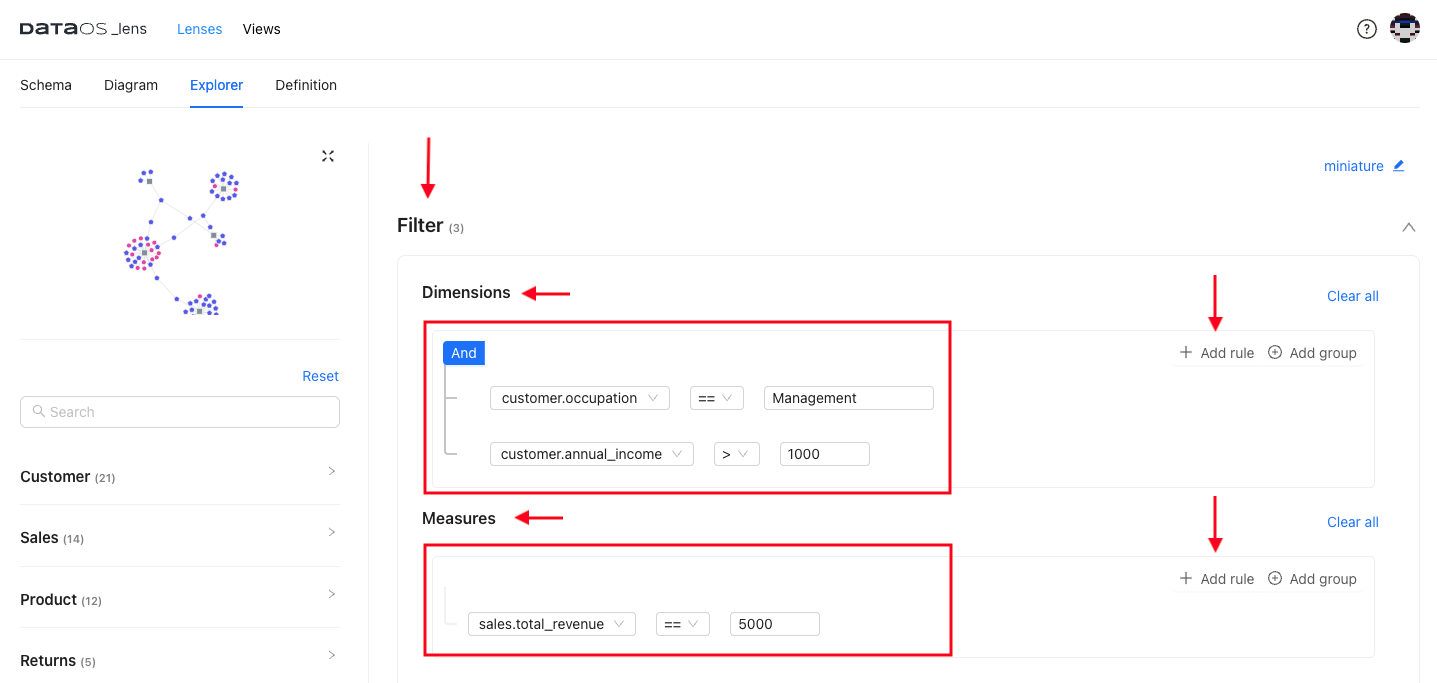 DATAOS _lens Lenses Views
Schema Diagram Explorer Definition
miniature
Reset
Search
Customer (21)
Sales (14)
Product (12)
Returns (5)
Filter (3)
Dimensions
Clear all
And
Add rule Add group
customer.occupation == Management
customer.annual_income > 1000
Measures
Clear all
Add rule Add group
sales.total_revenue == 5000